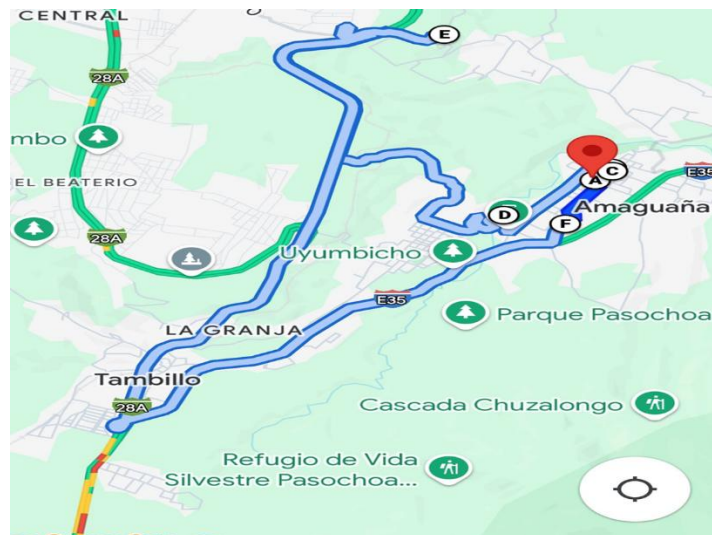 CENTRAL
E
28A
mbo
EL BEATERIO
C
A
E35
Amaguaña
D
F
28A
Uyumbicho
E35
Parque Pasochoa
LA GRANJA
Tambillo
28A
Cascada Chuzalongo
Refugio de Vida
Silvestre Pasochoa...